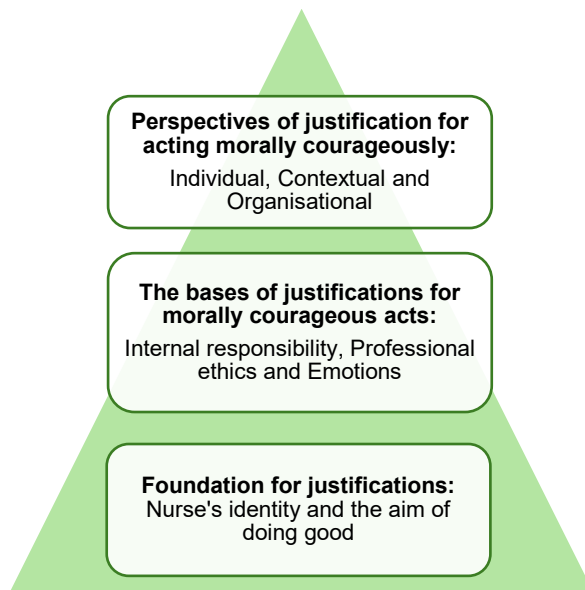 Perspectives of justification for
acting morally courageously:
Individual, Contextual and
Organisational
The bases of justifications for
morally courageous acts:
Internal responsibility, Professional
ethics and Emotions
Foundation for justifications:
Nurse's identity and the aim of
doing good